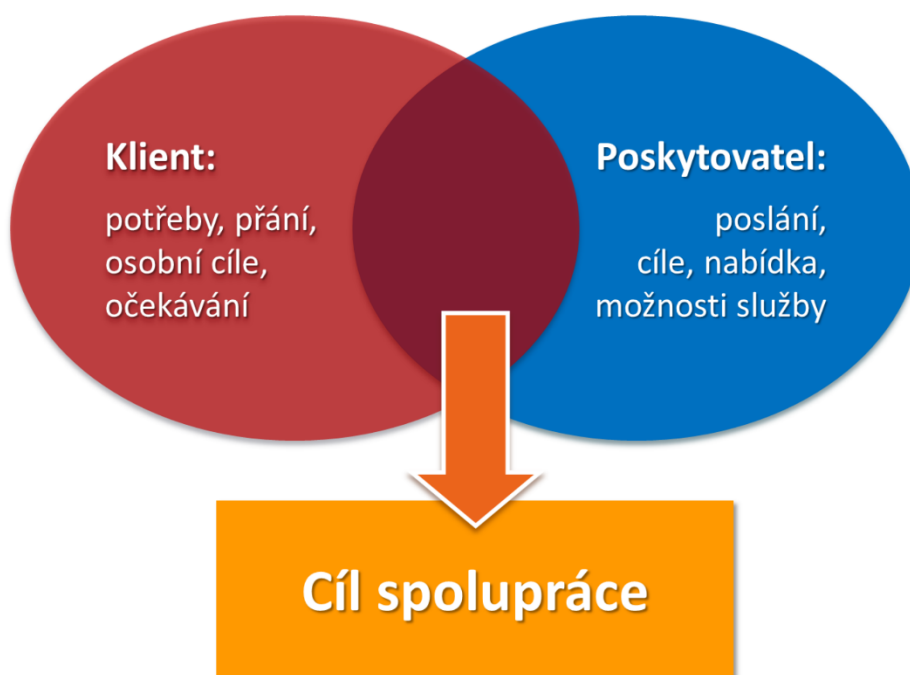 Klient:
potřeby, přání,
osobní cíle,
očekávání
Poskytovatel:
poslání,
cíle, nabídka,
možnosti služby
Cíl spolupráce